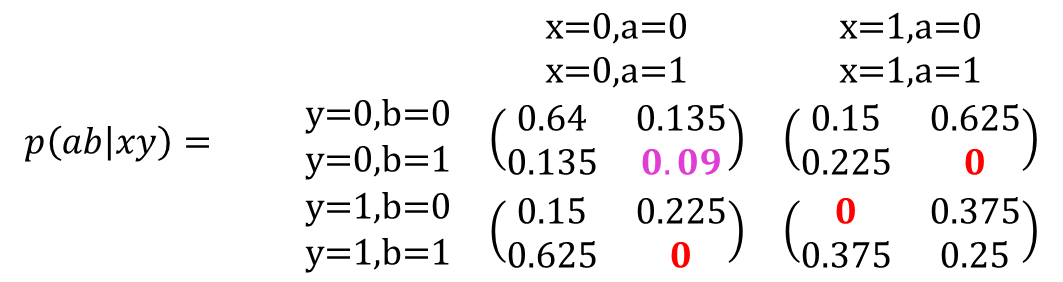 x=0,a=0 x=1,a=0
x=0,a=1 x=1,a=1
y=0,b=0 (0.64 0.135) (0.15 0.625)
p(ab|xy) = y=0,b=1 (0.135 0.09) (0.225 0)
y=1,b=0 (0.15 0.225) (0 0.375)
y=1,b=1 (0.625 0) (0.375 0.25)